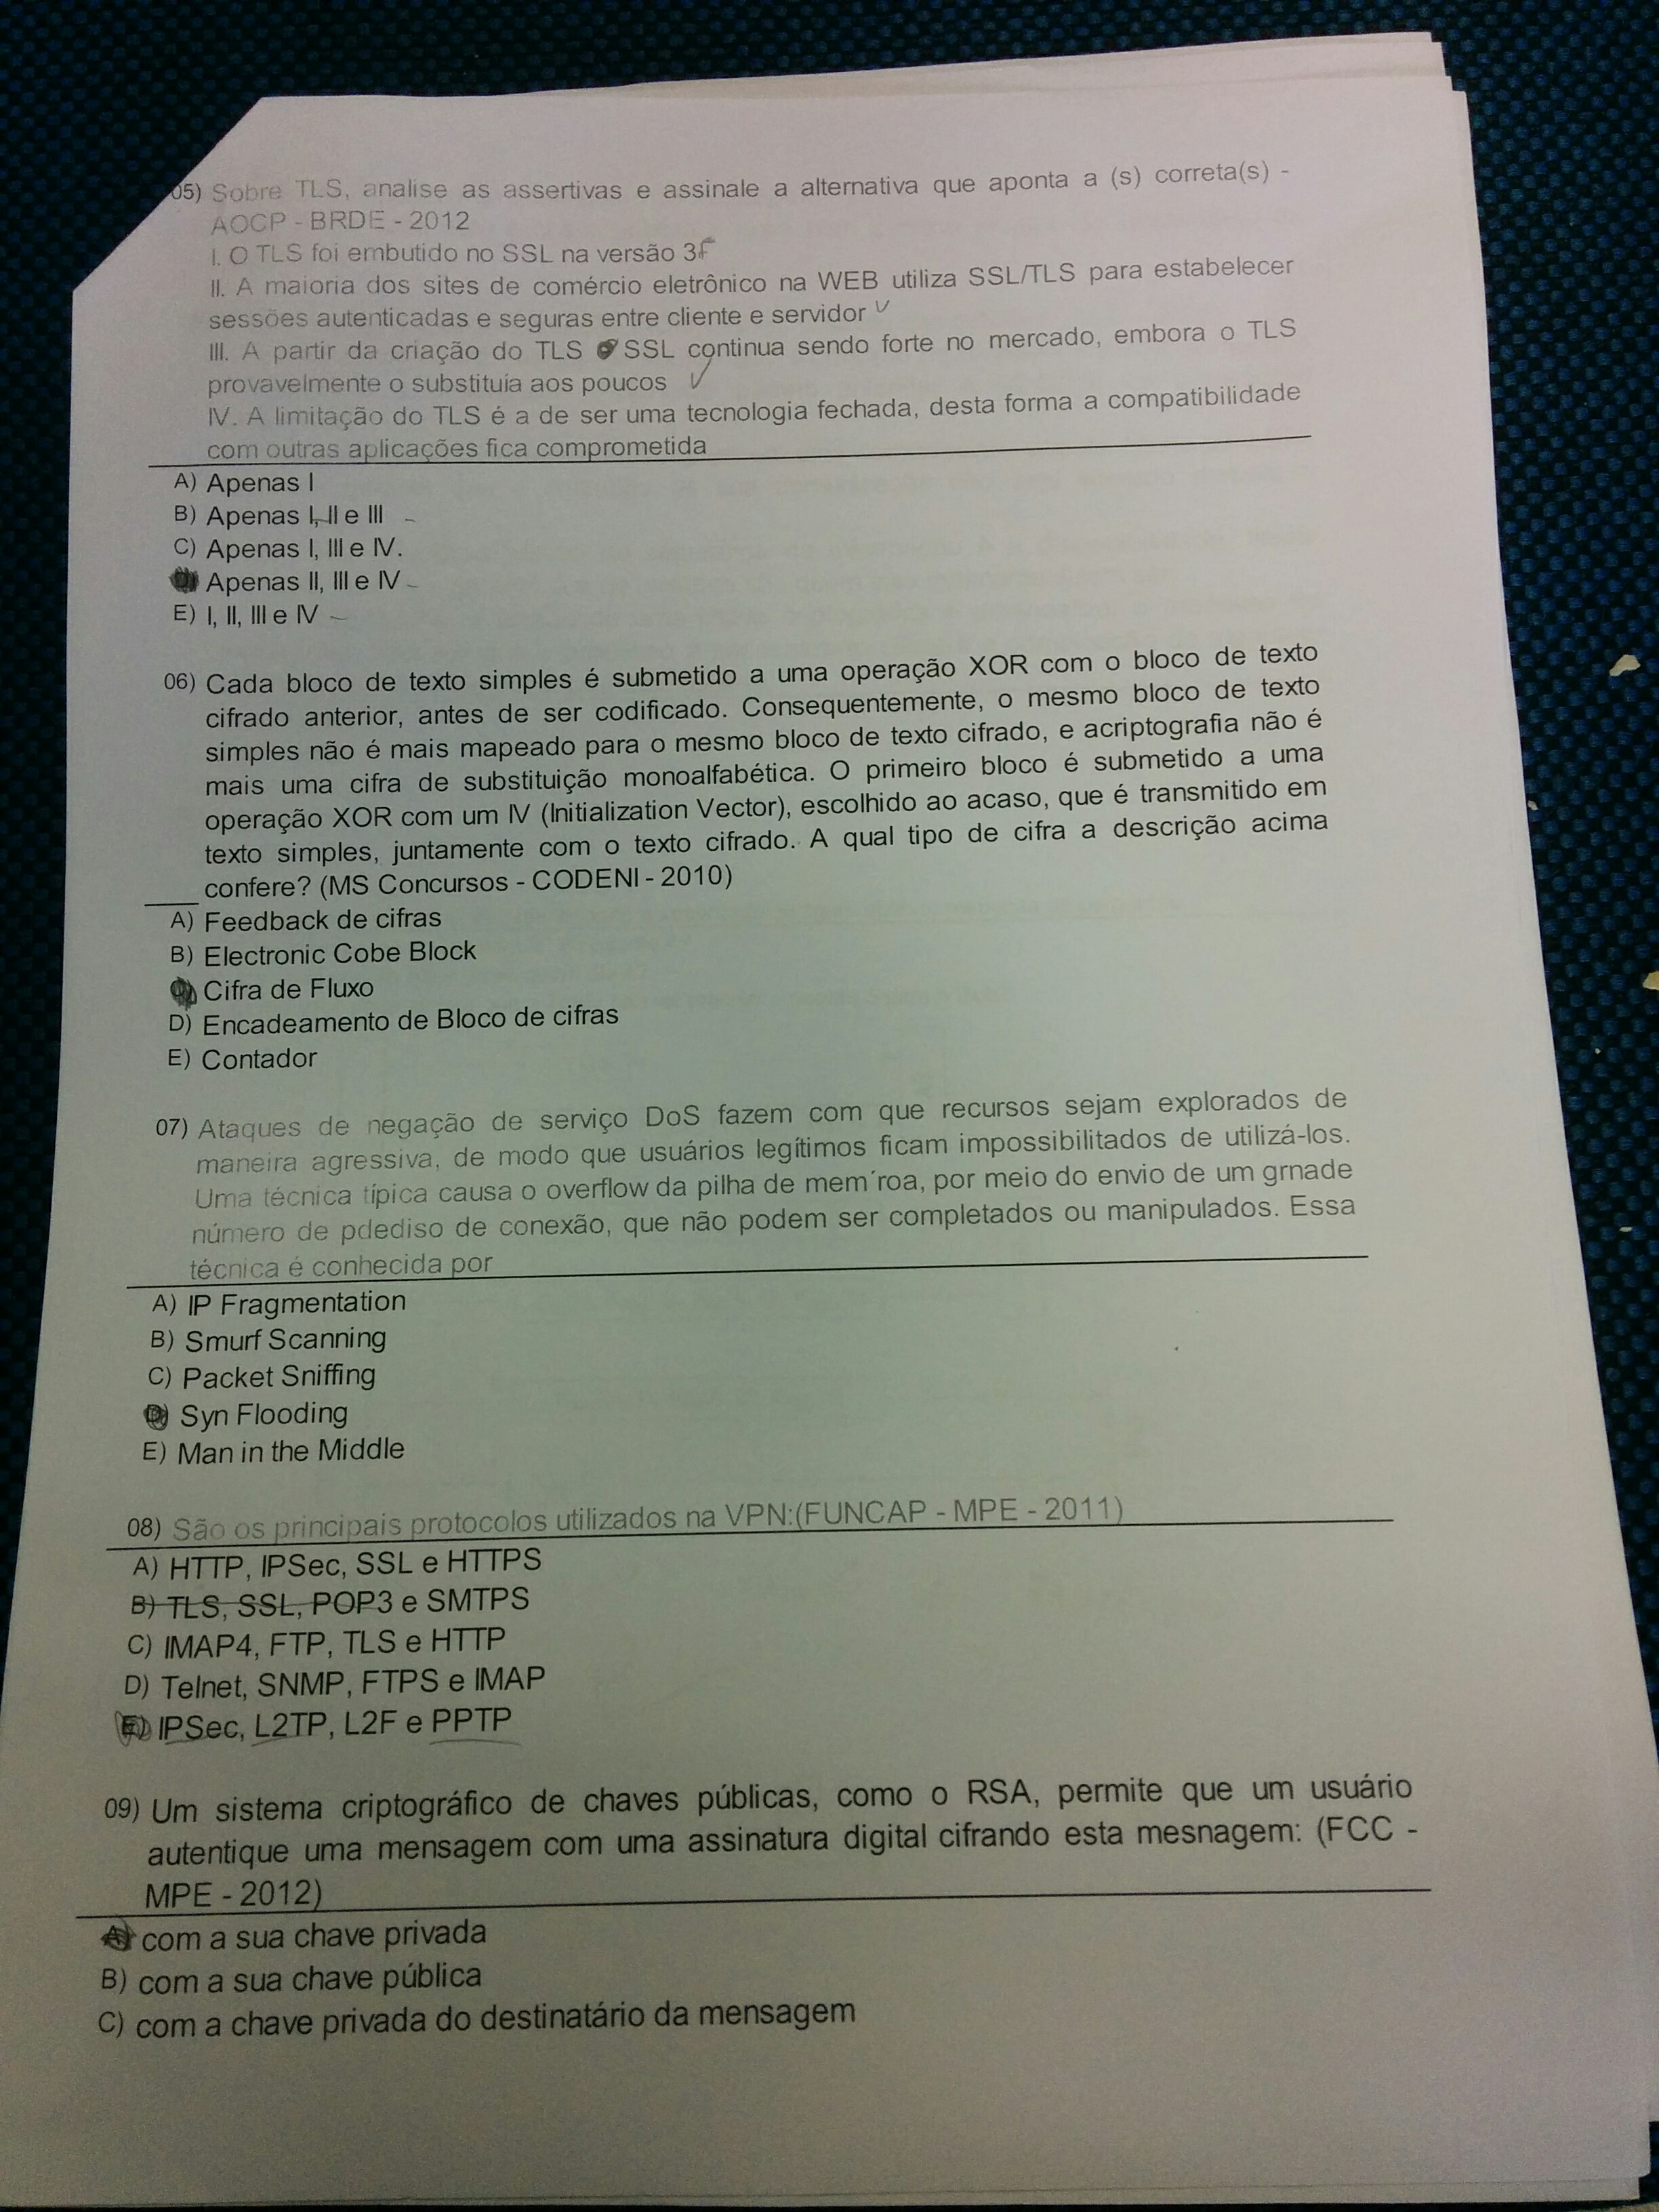 05) Sobre TLS, analise as assertivas e assinale a alternativa que aponta a (s) correta(s) -
AOCP - BRDE - 2012
I. O TLS foi embutido no SSL na versão 3 F
II. A maioria dos sites de comércio eletrônico na WEB utiliza SSL/TLS para estabelecer
sessões autenticadas e seguras entre cliente e servidor
III. A partir da criação do TLS o SSL continua sendo forte no mercado, embora o TLS
provavelmente o substituía aos poucos
IV. A limitação do TLS é a de ser uma tecnologia fechada, desta forma a compatibilidade
com outras aplicações fica comprometida
A) Apenas I
B) Apenas I, II e III
C) Apenas I, III e IV.
D) Apenas II, III e IV
E) I, II, III e IV
06) Cada bloco de texto simples é submetido a uma operação XOR com o bloco de texto
cifrado anterior, antes de ser codificado. Consequentemente, o mesmo bloco de texto
simples não é mais mapeado para o mesmo bloco de texto cifrado, e acriptografia não é
mais uma cifra de substituição monoalfabética. O primeiro bloco é submetido a uma
operação XOR com um IV (Initialization Vector), escolhido ao acaso, que é transmitido em
texto simples, juntamente com o texto cifrado. A qual tipo de cifra a descrição acima
confere? (MS Concursos - CODENI - 2010)
A) Feedback de cifras
B) Electronic Cobe Block
C) Cifra de Fluxo
D) Encadeamento de Bloco de cifras
E) Contador
07) Ataques de negação de serviço DoS fazem com que recursos sejam explorados de
maneira agressiva, de modo que usuários legítimos ficam impossibilitados de utilizá-los.
Uma técnica típica causa o overflow da pilha de mem´roa, por meio do envio de um grnade
número de pdediso de conexão, que não podem ser completados ou manipulados. Essa
técnica é conhecida por
A) IP Fragmentation
B) Smurf Scanning
C) Packet Sniffing
D) Syn Flooding
E) Man in the Middle
08) São os principais protocolos utilizados na VPN:(FUNCAP - MPE - 2011)
A) HTTP, IPSec, SSL e HTTPS
B) TLS, SSL, POP3 e SMTPS
C) IMAP4, FTP, TLS e HTTP
D) Telnet, SNMP, FTPS e IMAP
E) IPSec, L2TP, L2F e PPTP
09) Um sistema criptográfico de chaves públicas, como o RSA, permite que um usuário
autentique uma mensagem com uma assinatura digital cifrando esta mesnagem: (FCC -
MPE - 2012)
A) com a sua chave privada
B) com a sua chave pública
C) com a chave privada do destinatário da mensagem